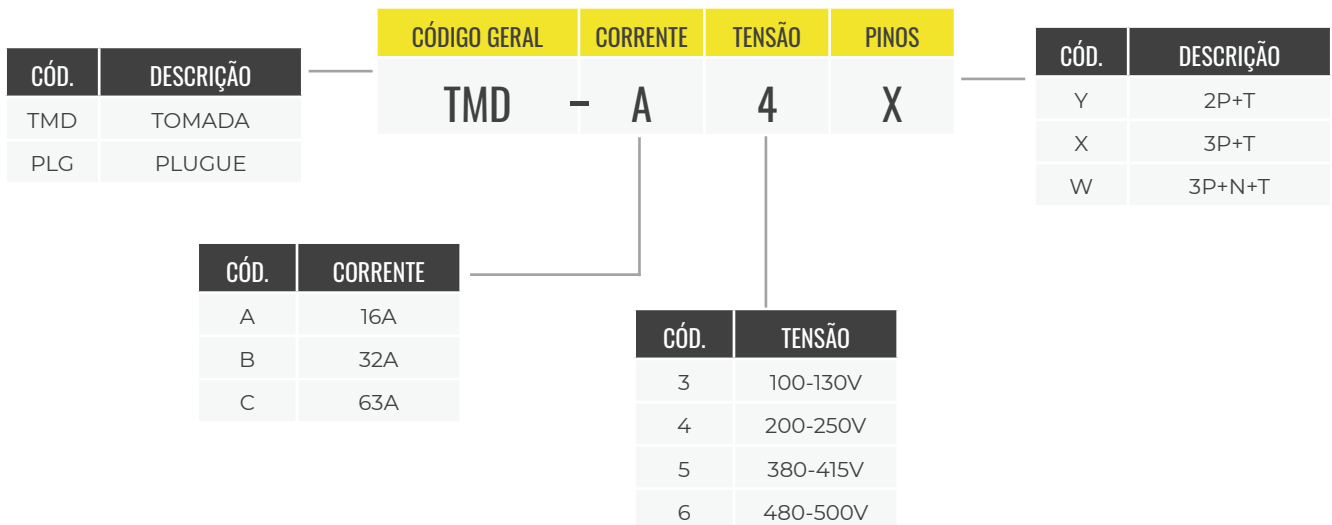 CÓDIGO GERAL CORRENTE TENSÃO PINOS
TMD - A 4 X
CÓD. DESCRIÇÃO
TMD TOMADA
PLG PLUGUE
CÓD. DESCRIÇÃO
Y 2P+T
X 3P+T
W 3P+N+T
CÓD. CORRENTE
A 16A
B 32A
C 63A
CÓD. TENSÃO
3 100-130V
4 200-250V
5 380-415V
6 480-500V